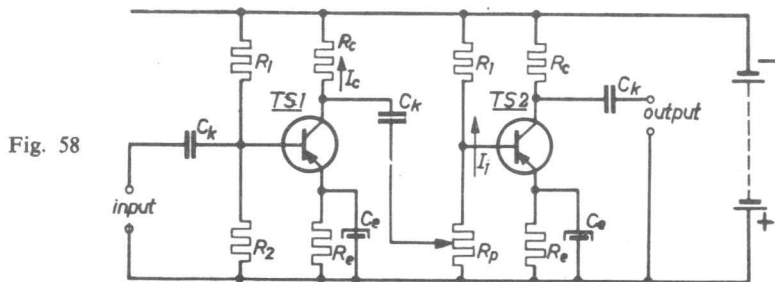 Fig. 58
R1
Rc
Ic
TS1
Ck
Ck
input
R2
Re
Ce
R1
Rc
TS2
Ii
Ck
output
Rp
Re
Ce
−
+